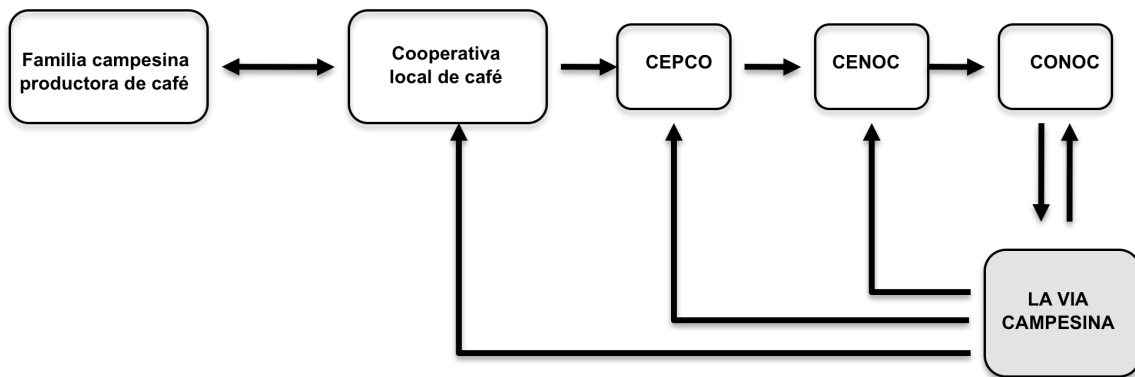 Familia campesina
productora de café
Cooperativa
local de café
CEPCO
CENOC
CONOC
LA VIA
CAMPESINA